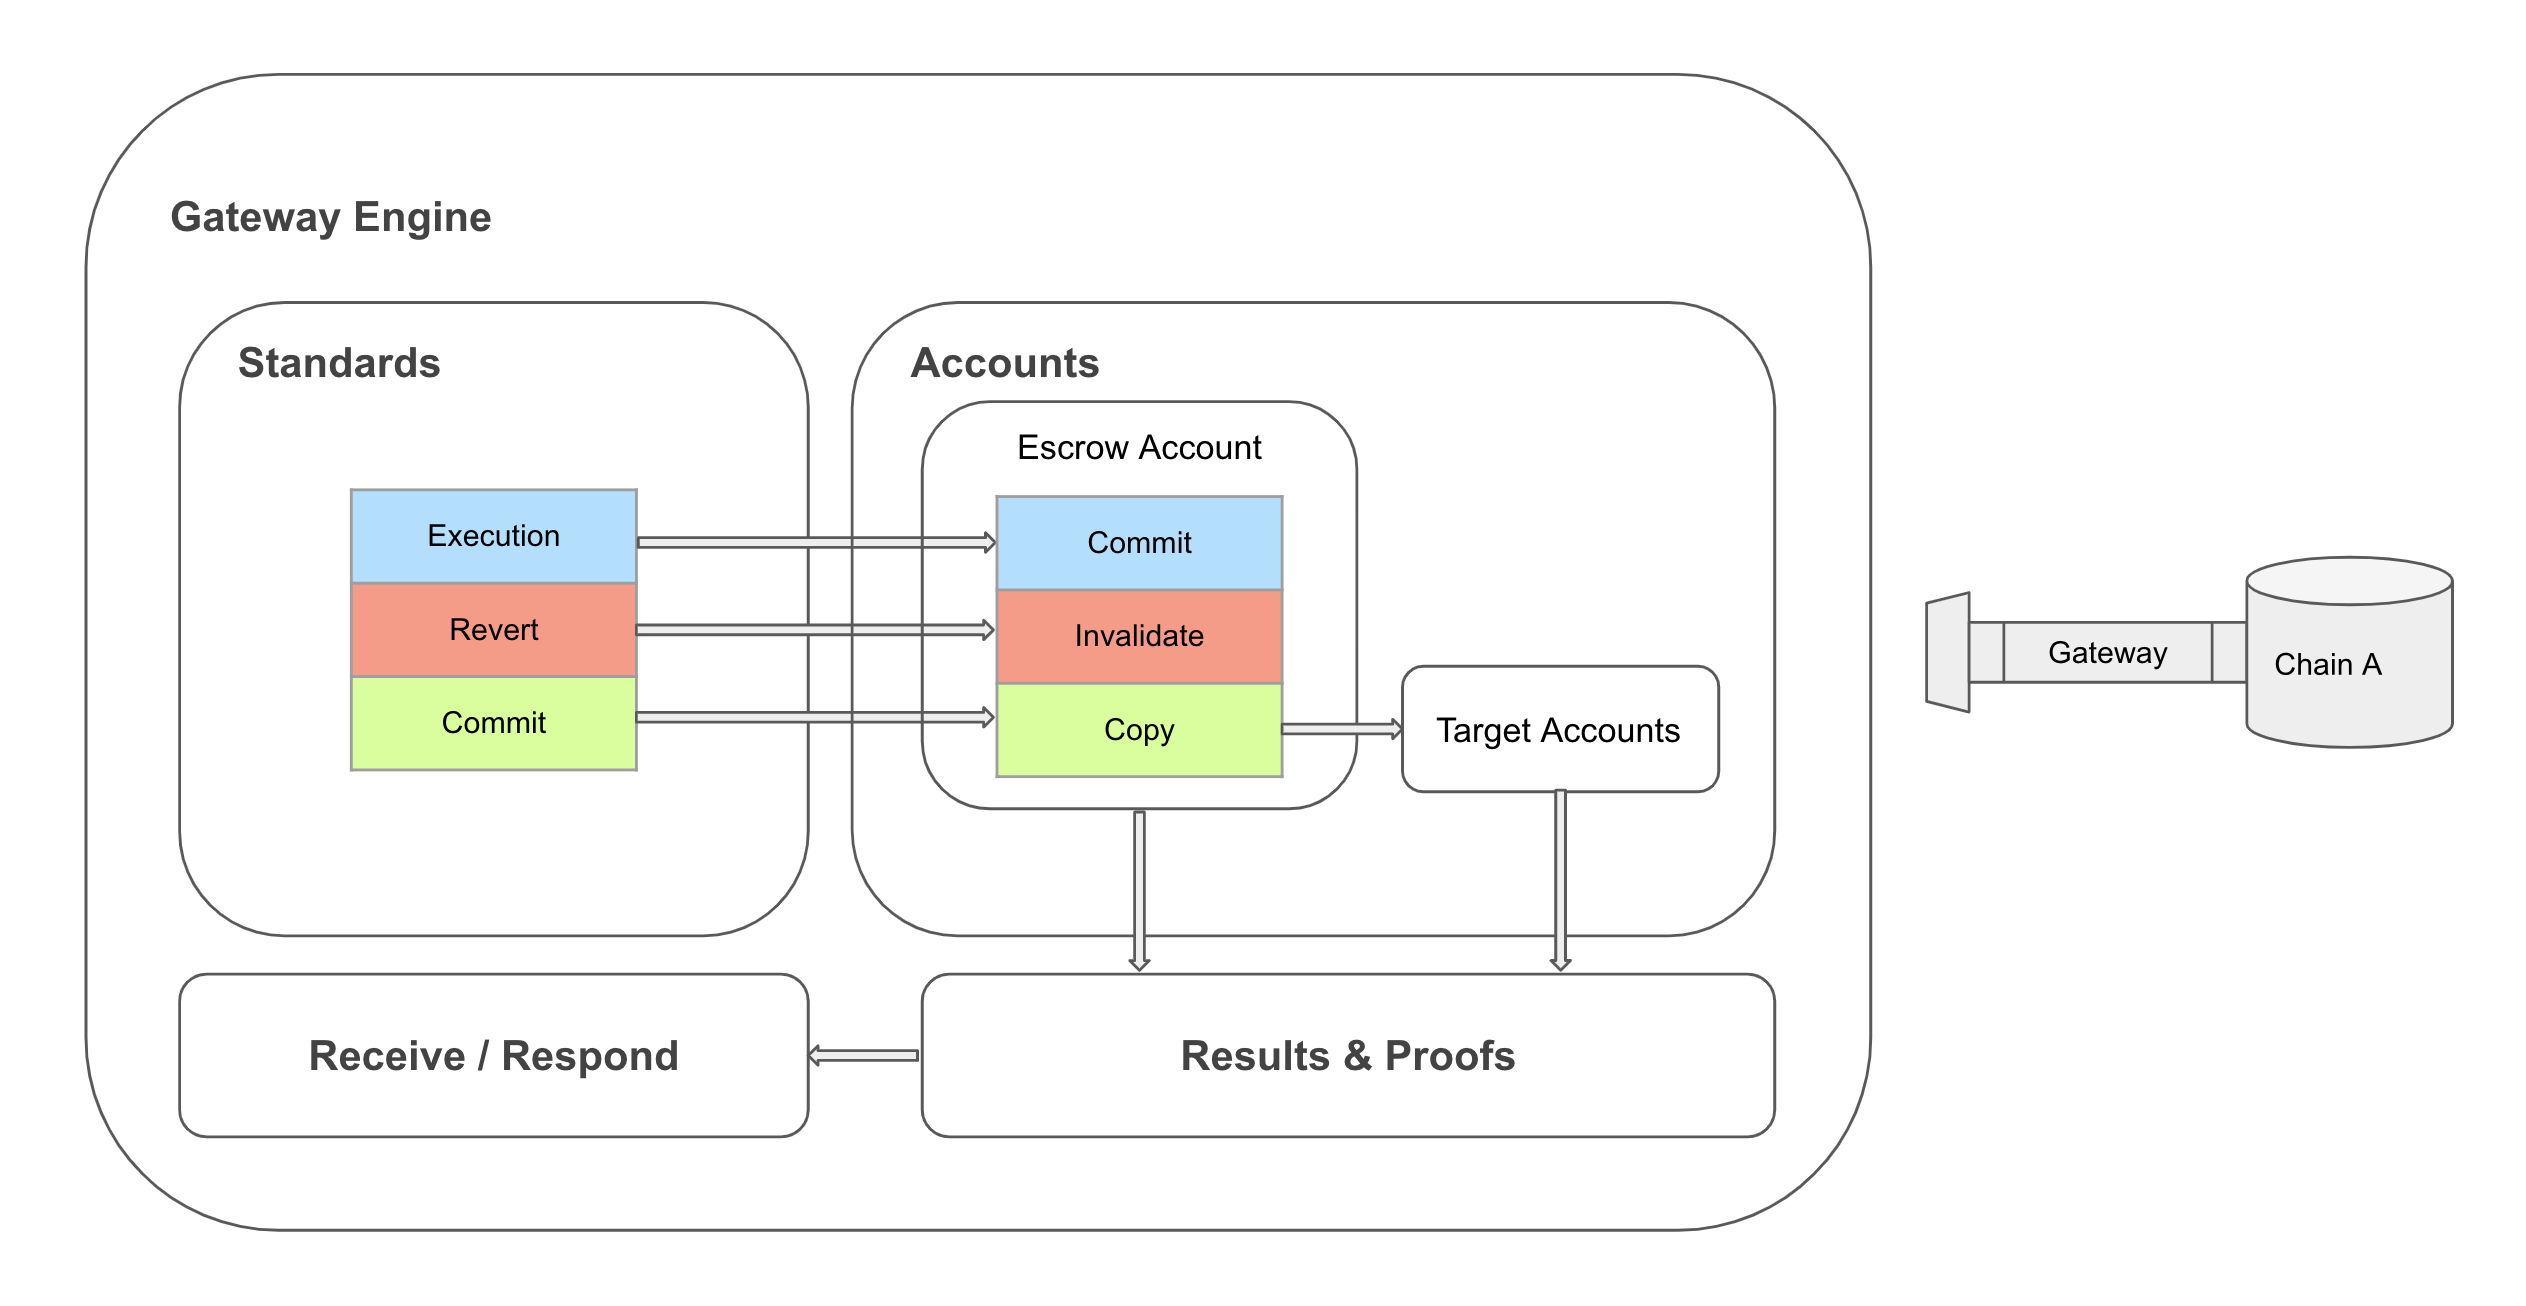 Gateway Engine
Standards
Execution
Revert
Commit
Accounts
Escrow Account
Commit
Invalidate
Copy
Target Accounts
Receive / Respond
Results & Proofs
Gateway
Chain A